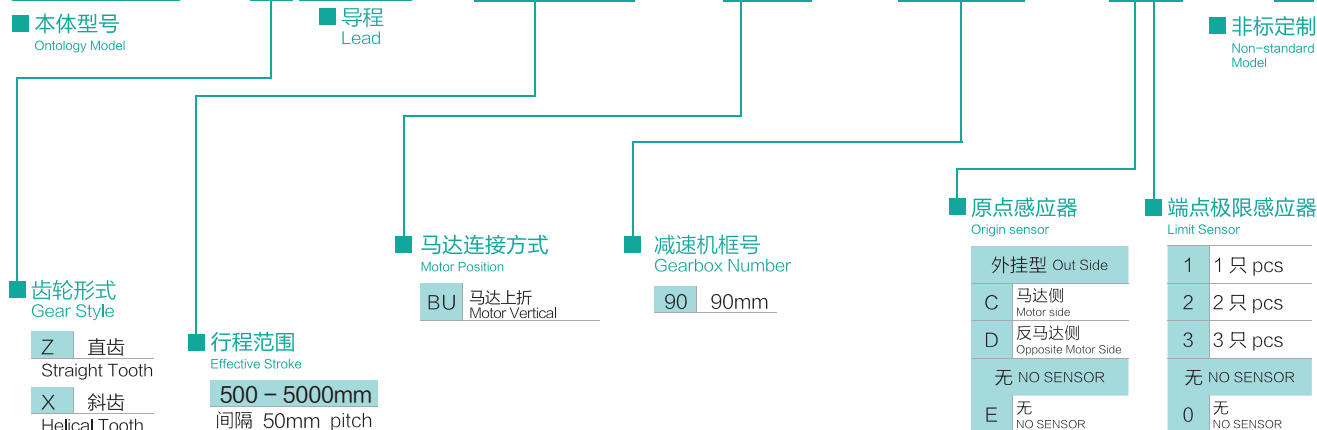 本体型号
Ontology Model
导程
Lead
非标定制
Non-standard
Model
原点感应器
Origin sensor
端点极限感应器
Limit Sensor
马达连接方式
Motor Position
减速机框号
Gearbox Number
外挂型 Out Side
1 1 只 pcs
齿轮形式
Gear Style
BU 马达上折
Motor Vertical
90 90mm
C 马达侧
Motor side
2 2 只 pcs
行程范围
Effective Stroke
D 反马达侧
Opposite Motor Side
3 3 只 pcs
Z 直齿
Straight Tooth
无 NO SENSOR
无 NO SENSOR
500 – 5000mm
X 斜齿
Helical Tooth
间隔 50mm pitch
E 无
NO SENSOR
0 无
NO SENSOR